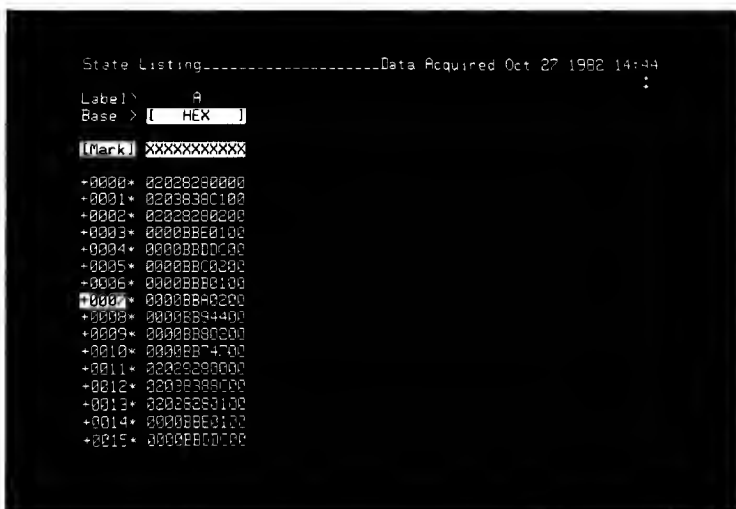 State Listing____________________Data Acquired Oct 27 1982 14:44
Label> A
Base > [ HEX ]
[Mark] XXXXXXXXXXX
+0000* 02028280000
+0001* 0203838C100
+0002* 02028280200
+0003* 0000BBE0100
+0004* 0000BBDDC00
+0005* 0000BBC0200
+0006* 0000BBB0100
+0007* 0000BBA0200
+0008* 0000BB94400
+0009* 0000BB80200
+0010* 0000BB74700
+0011* 02028280000
+0012*
+0013* 02028280100
+0014* 0000BBE0100
+0015* 0000BBDDC00